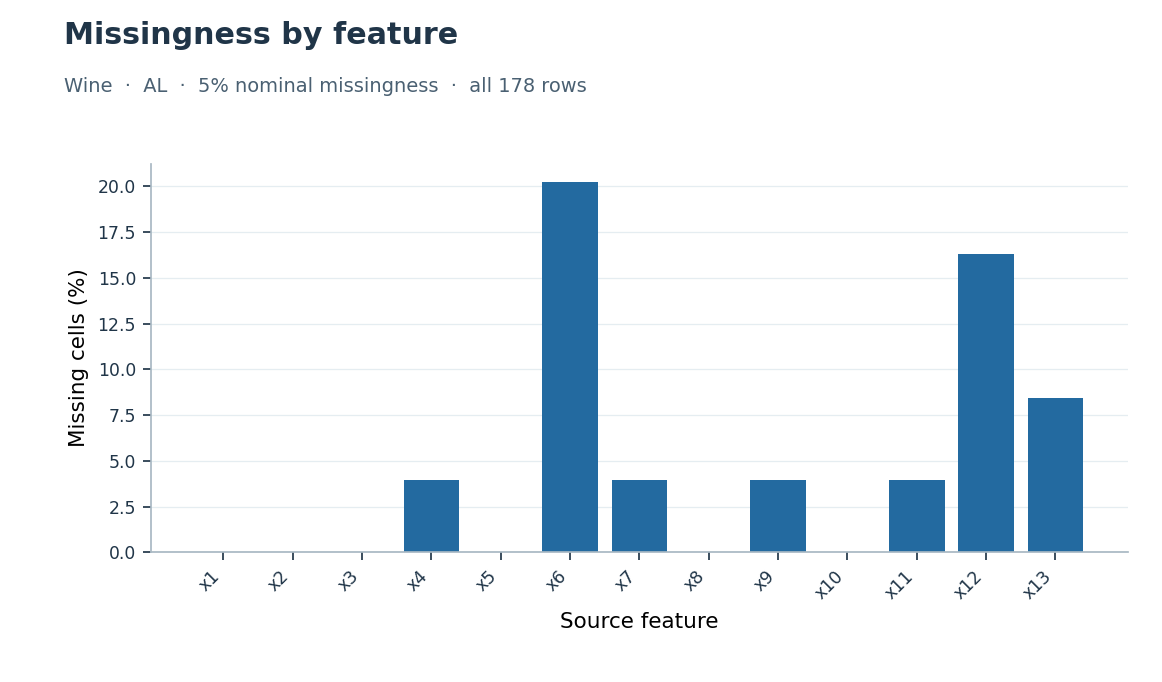 Missingness by feature
Wine · AL · 5% nominal missingness · all 178 rows
Missing cells (%)
20.0
17.5
15.0
12.5
10.0
7.5
5.0
2.5
0.0
x1 x2 x3 x4 x5 x6 x7 x8 x9 x10 x11 x12 x13
Source feature